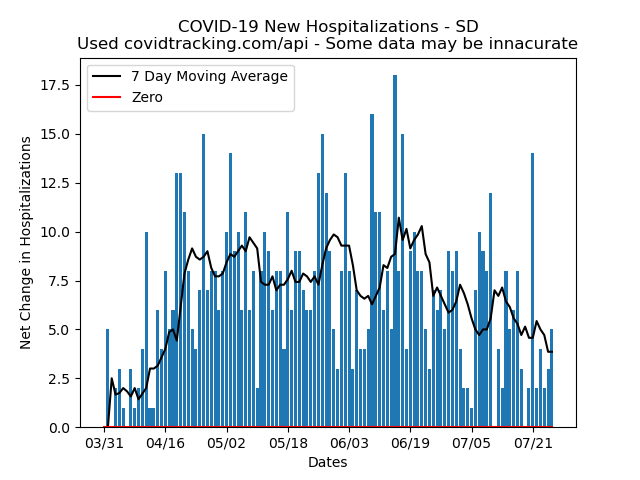 COVID-19 New Hospitalizations - SD
Used covidtracking.com/api - Some data may be innacurate
7 Day Moving Average
Zero
Net Change in Hospitalizations
17.5
15.0
12.5
10.0
7.5
5.0
2.5
0.0
03/31 04/16 05/02 05/18 06/03 06/19 07/05 07/21
Dates